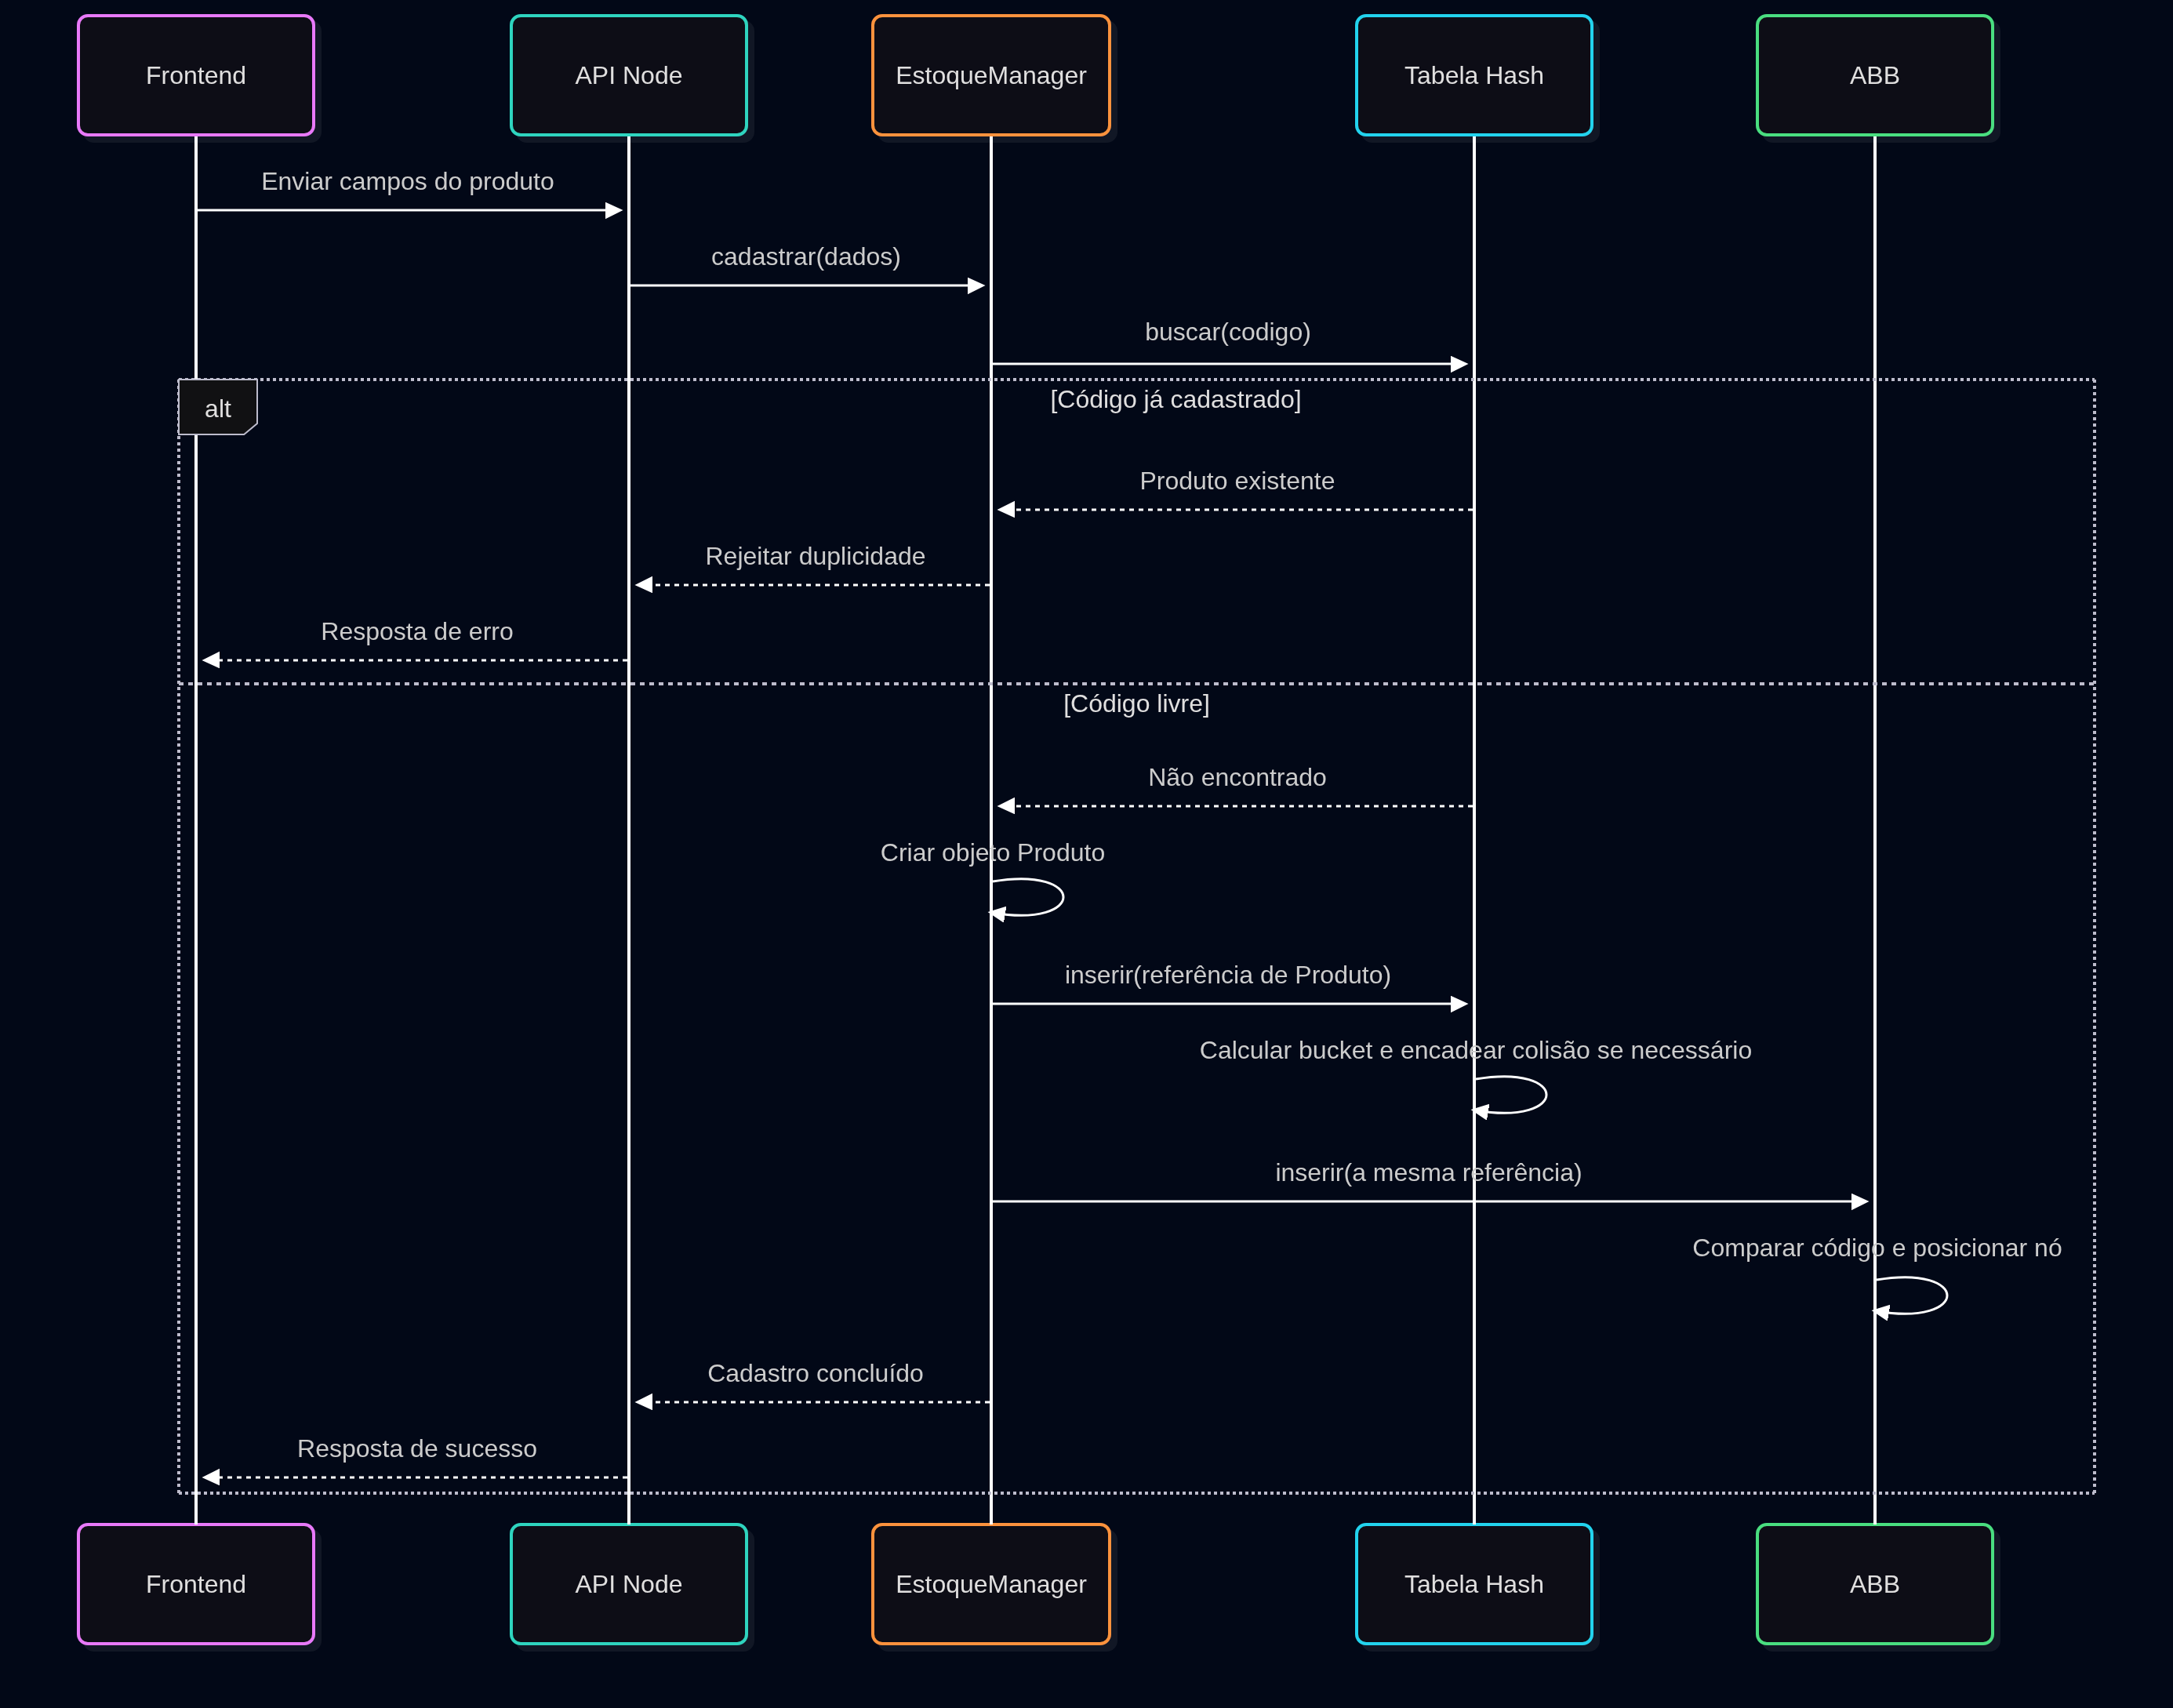 Frontend
API Node
EstoqueManager
Tabela Hash
ABB
Enviar campos do produto
cadastrar(dados)
buscar(codigo)
alt
[Código já cadastrado]
Produto existente
Rejeitar duplicidade
Resposta de erro
[Código livre]
Não encontrado
Criar objeto Produto
inserir(referência de Produto)
Calcular bucket e encadear colisão se necessário
inserir(a mesma referência)
Comparar código e posicionar nó
Cadastro concluído
Resposta de sucesso
Frontend
API Node
EstoqueManager
Tabela Hash
ABB